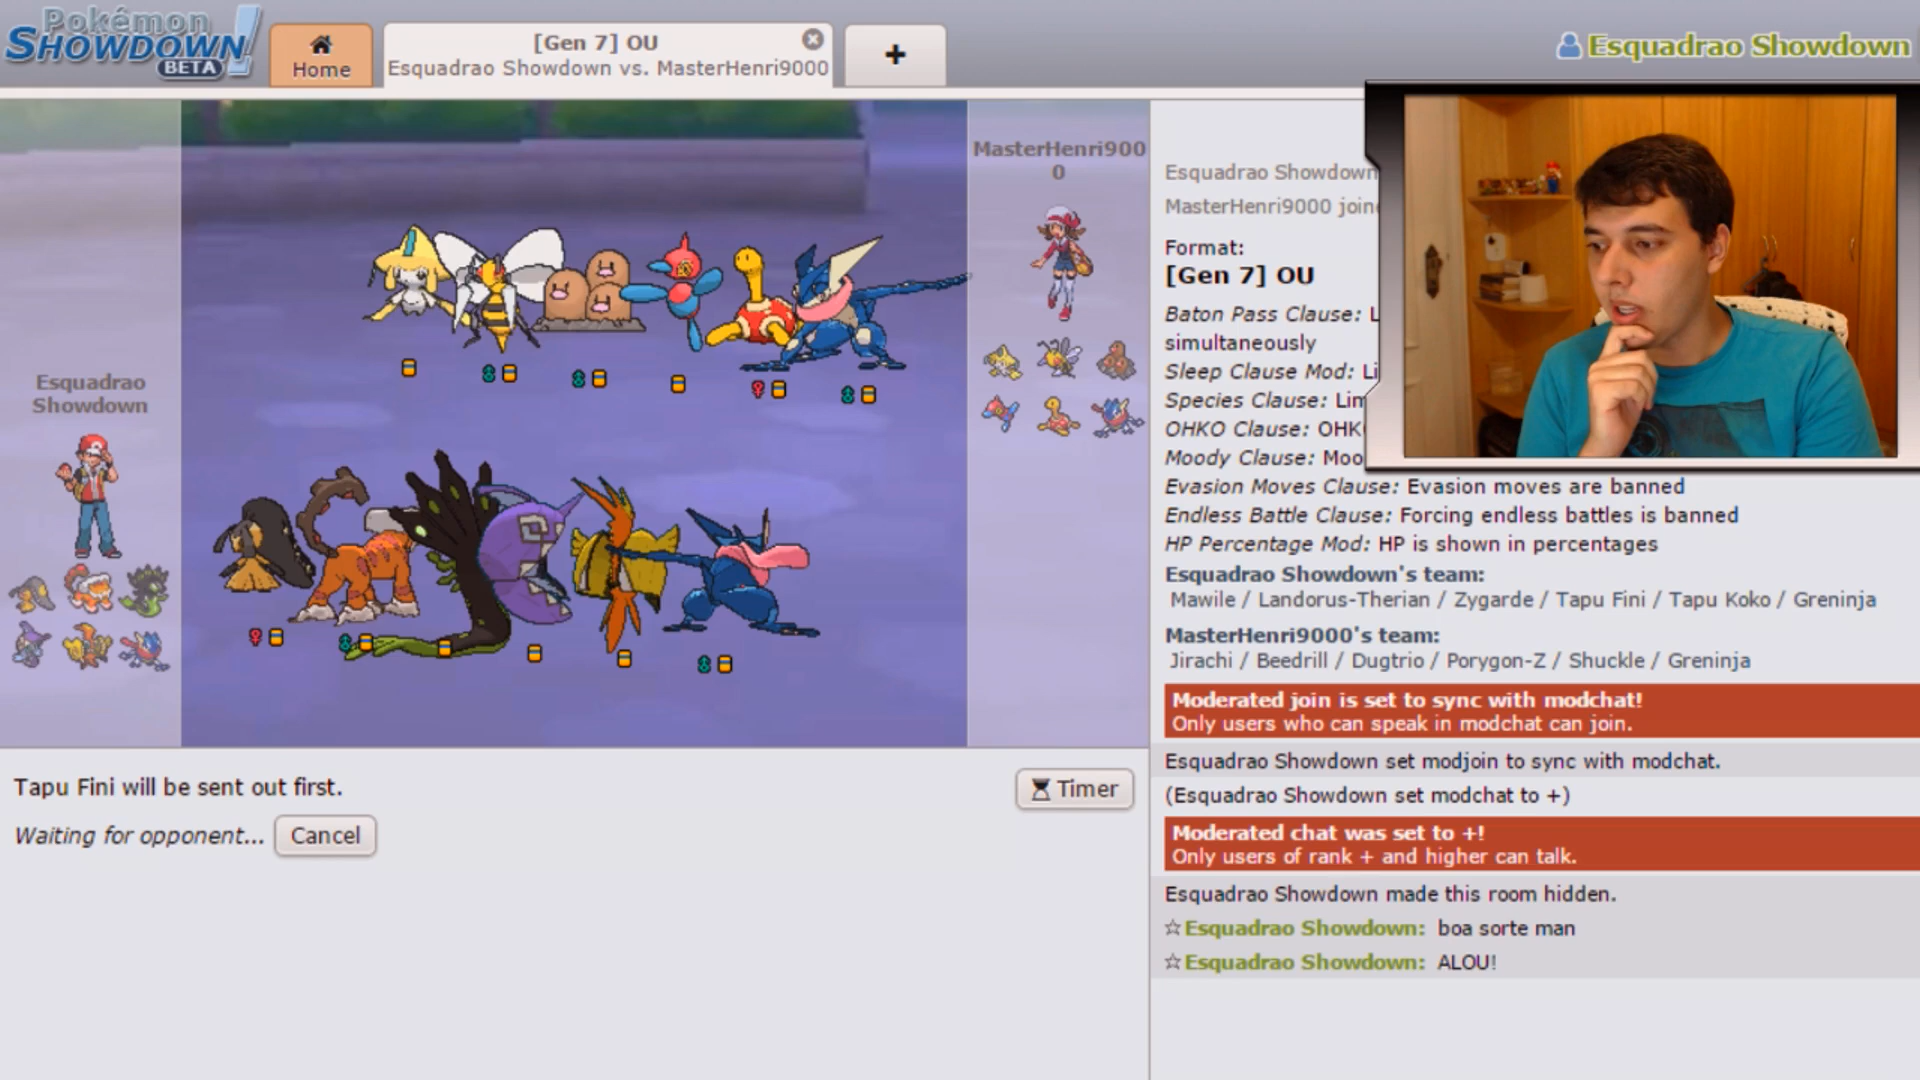 Pokémon
SHOWDOWN!
BETA
Home
[Gen 7] OU
Esquadrao Showdown vs. MasterHenri9000
+
Esquadrao Showdown
MasterHenri900
0
Esquadrao
Showdown
Esquadrao Showdown
MasterHenri9000 joine
Format:
[Gen 7] OU
Baton Pass Clause: L
simultaneously
Sleep Clause Mod: Li
Species Clause: Lim
OHKO Clause: OHK
Moody Clause: Moo
Evasion Moves Clause: Evasion moves are banned
Endless Battle Clause: Forcing endless battles is banned
HP Percentage Mod: HP is shown in percentages
Esquadrao Showdown's team:
Mawile / Landorus-Therian / Zygarde / Tapu Fini / Tapu Koko / Greninja
MasterHenri9000's team:
Jirachi / Beedrill / Dugtrio / Porygon-Z / Shuckle / Greninja
Moderated join is set to sync with modchat!
Only users who can speak in modchat can join.
Esquadrao Showdown set modjoin to sync with modchat.
(Esquadrao Showdown set modchat to +)
Moderated chat was set to +!
Only users of rank + and higher can talk.
Esquadrao Showdown made this room hidden.
☆Esquadrao Showdown: boa sorte man
☆Esquadrao Showdown: ALOU!
Tapu Fini will be sent out first.
Timer
Waiting for opponent... Cancel